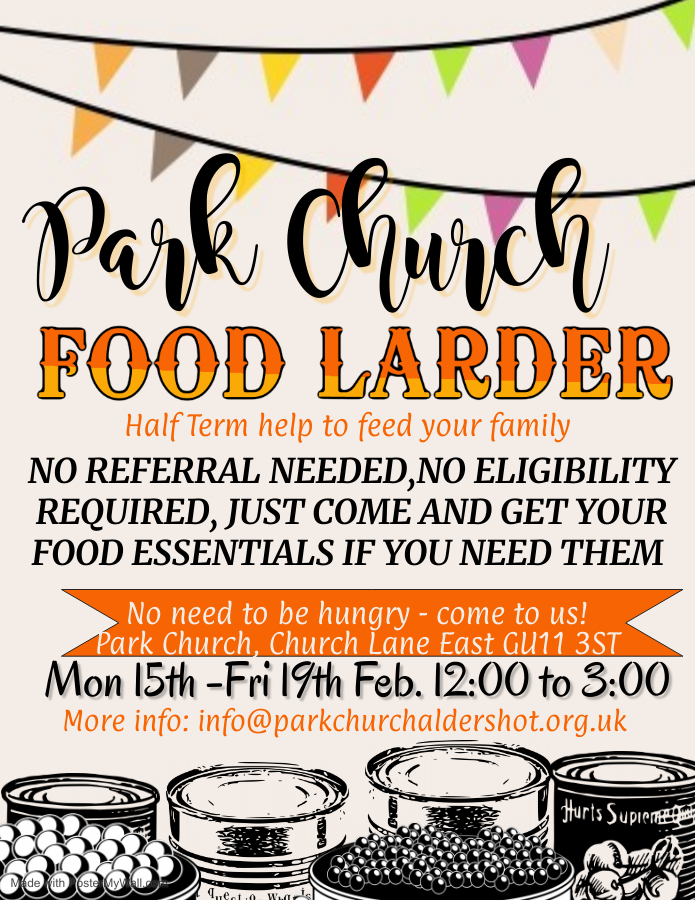 Park Church
FOOD LARDER
Half Term help to feed your family
NO REFERRAL NEEDED,NO ELIGIBILITY
REQUIRED, JUST COME AND GET YOUR
FOOD ESSENTIALS IF YOU NEED THEM
No need to be hungry - come to us!
Park Church, Church Lane East GU11 3ST
Mon 15th -Fri 19th Feb. 12:00 to 3:00
More info: info@parkchurchaldershot.org.uk
Hurts Supreme
Made with PosterMyWall.com